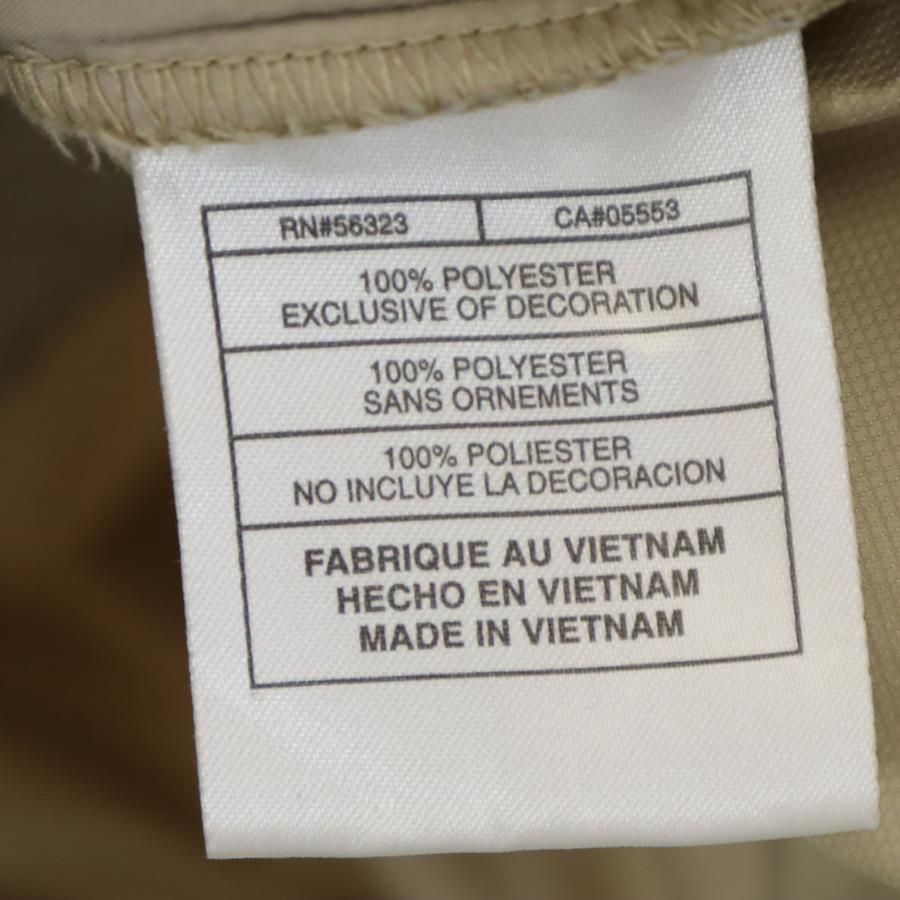 RN#56323 CA#05553
100% POLYESTER
EXCLUSIVE OF DECORATION
100% POLYESTER
SANS ORNEMENTS
100% POLIESTER
NO INCLUYE LA DECORACION
FABRIQUE AU VIETNAM
HECHO EN VIETNAM
MADE IN VIETNAM